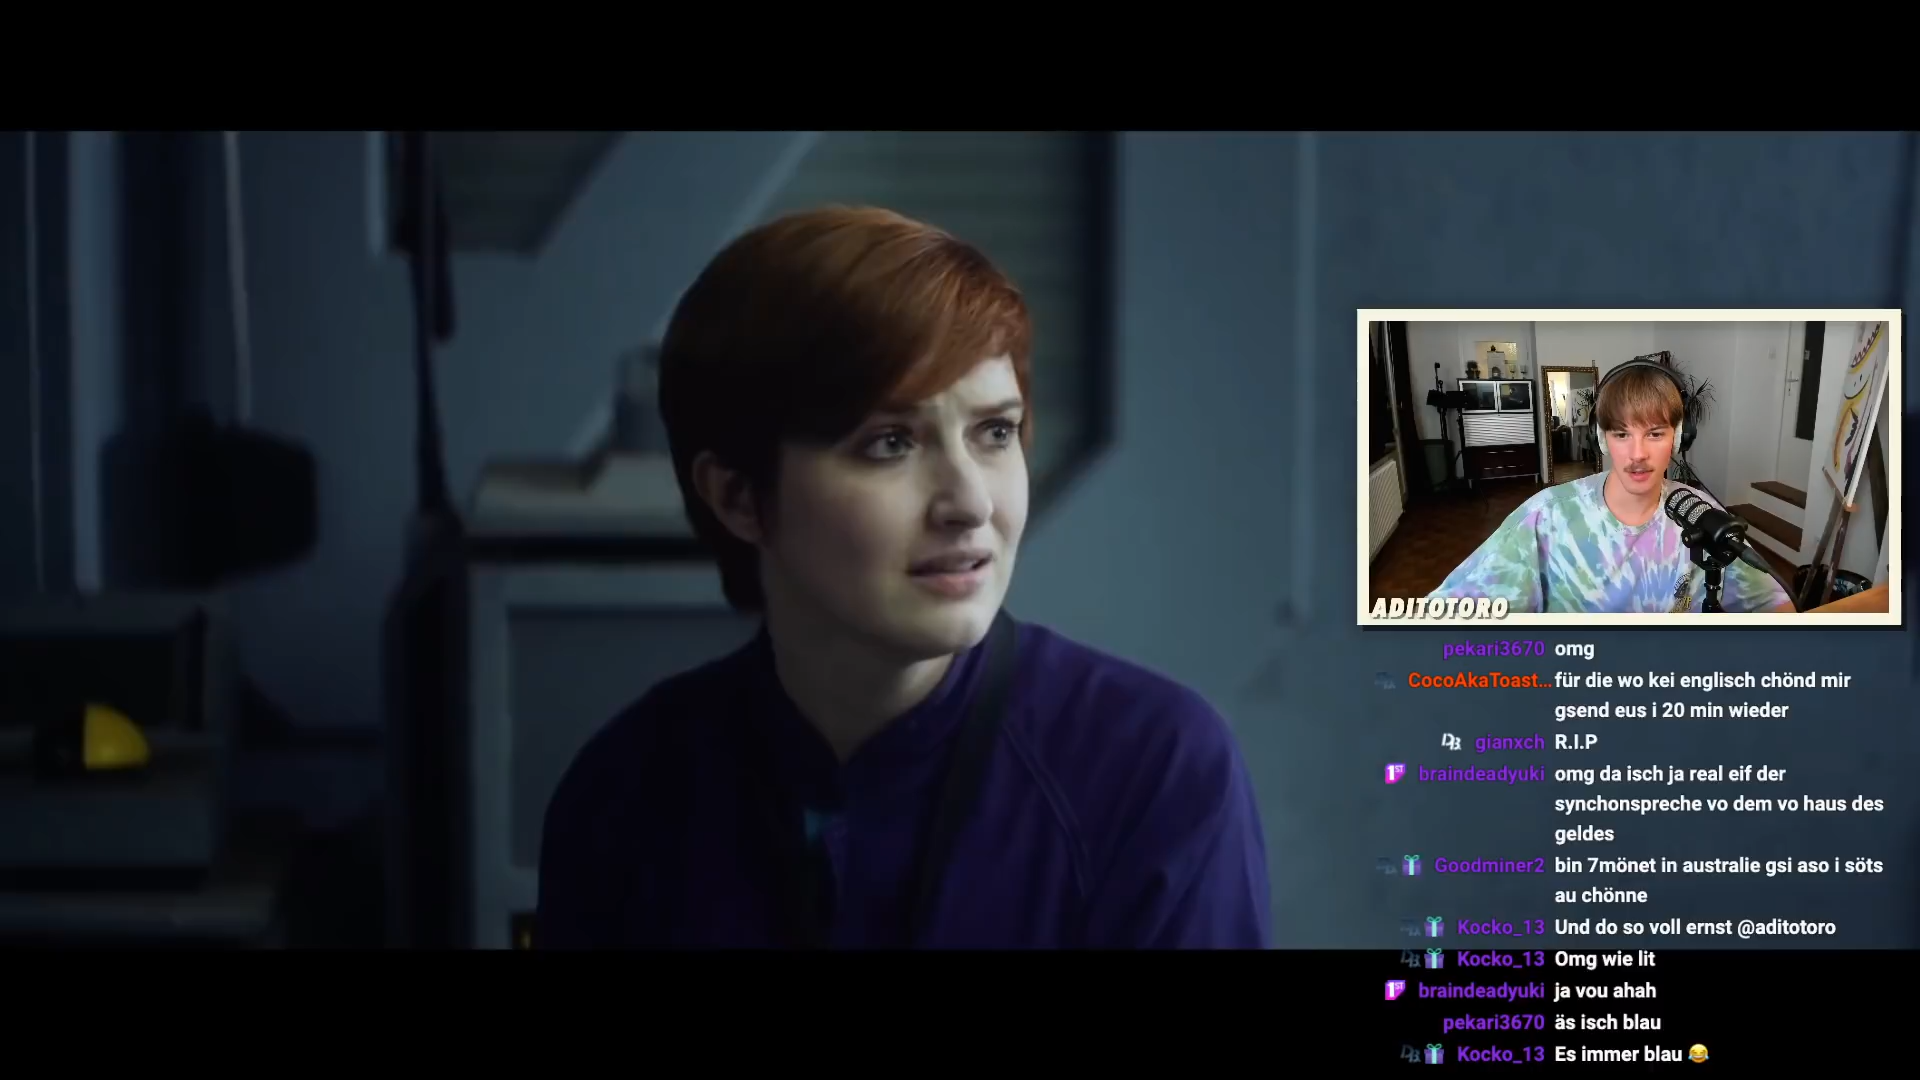 ADITOTORO
pekari3670 omg
CocoAkaToast... für die wo kei englisch chönd mir
gsend eus i 20 min wieder
gianxch R.I.P
braindeadyuki omg da isch ja real eif der
synchonspreche vo dem vo haus des
geldes
Goodminer2 bin 7mönet in australie gsi aso i söts
au chönne
Kocko_13 Und do so voll ernst @aditotoro
Kocko_13 Omg wie lit
braindeadyuki ja vou ahah
pekari3670 äs isch blau
Kocko_13 Es immer blau 😂